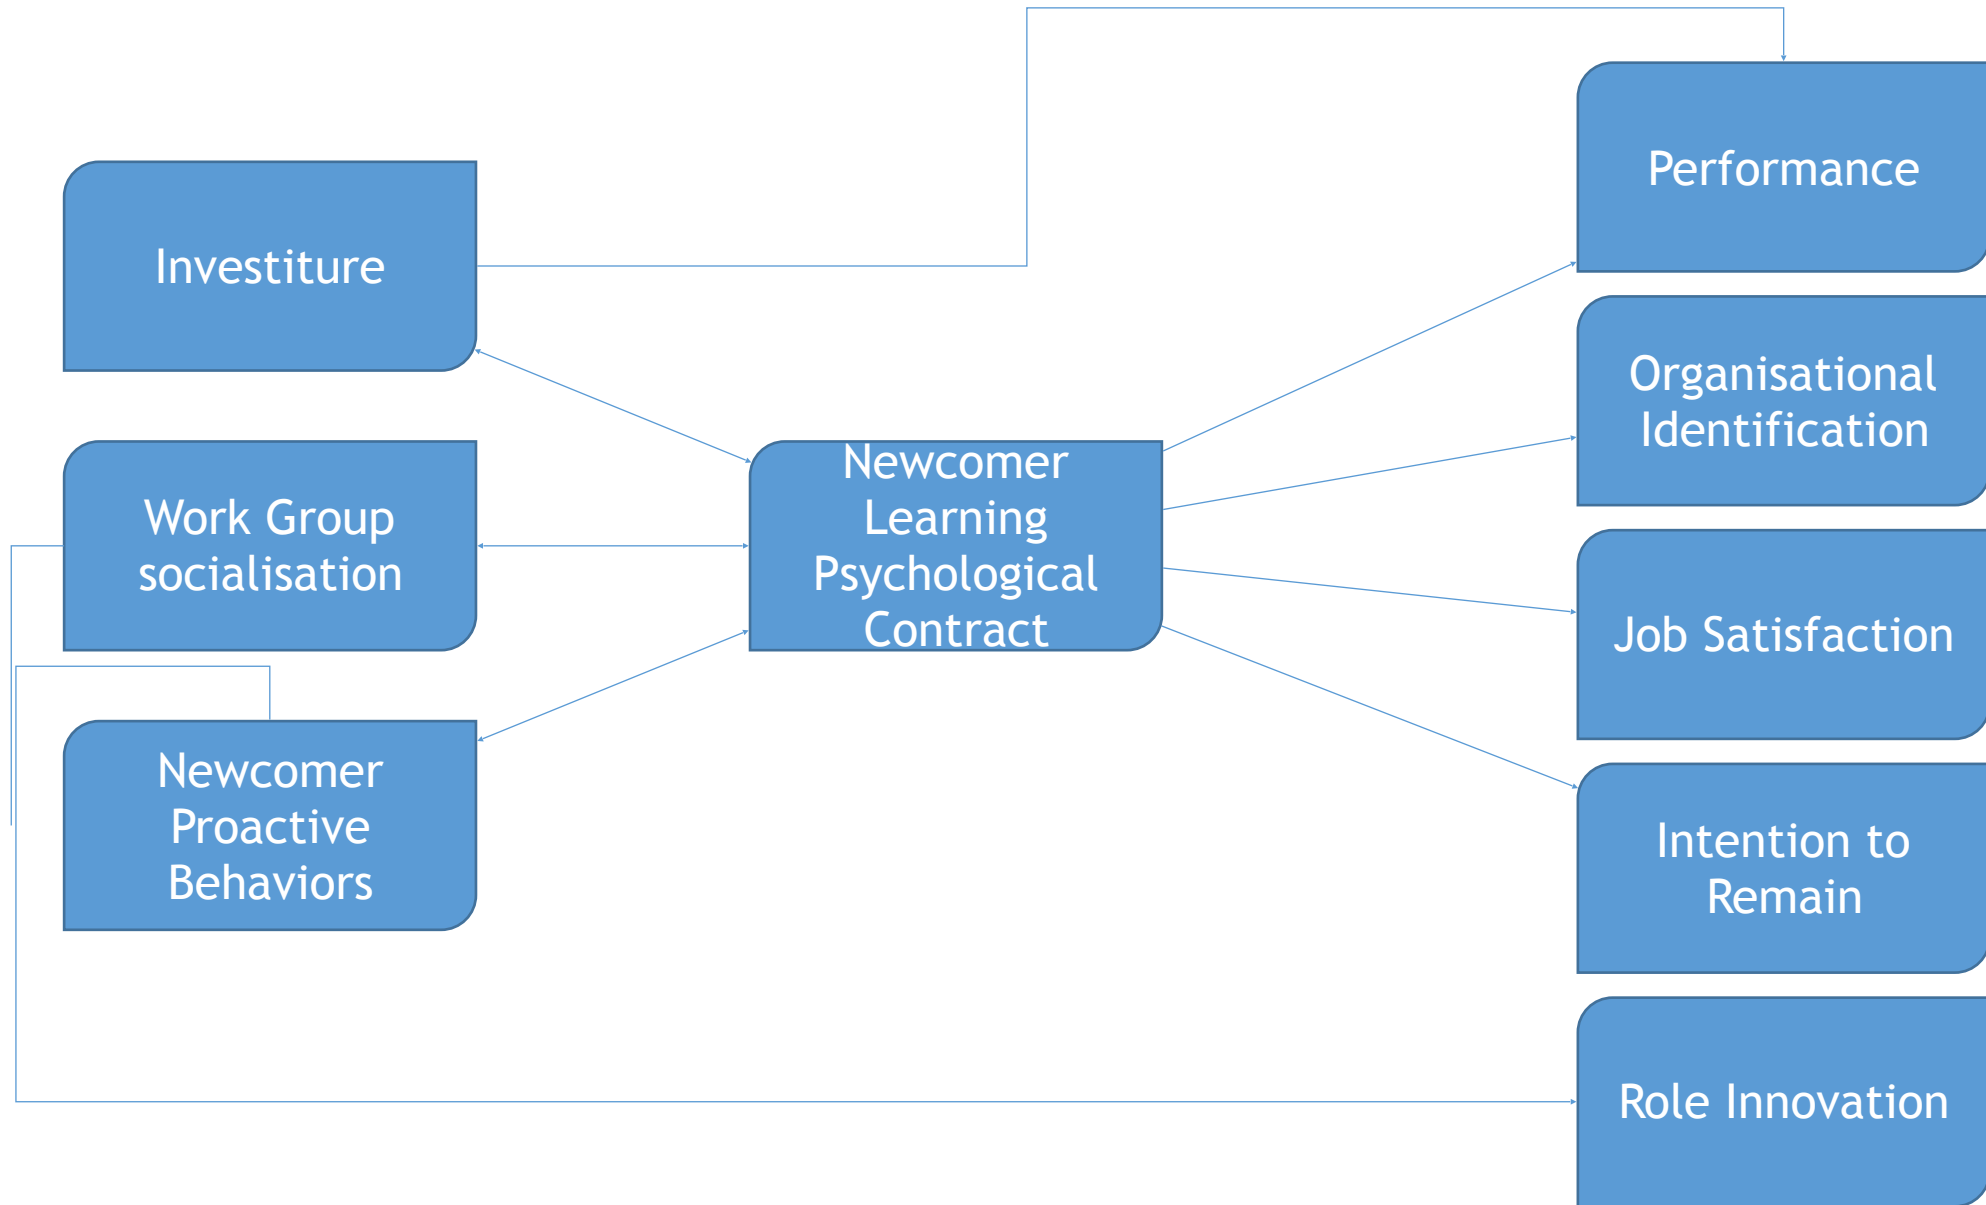 Investiture
Work Group
socialisation
Newcomer
Proactive
Behaviors
Newcomer
Learning
Psychological
Contract
Performance
Organisational
Identification
Job Satisfaction
Intention to
Remain
Role Innovation